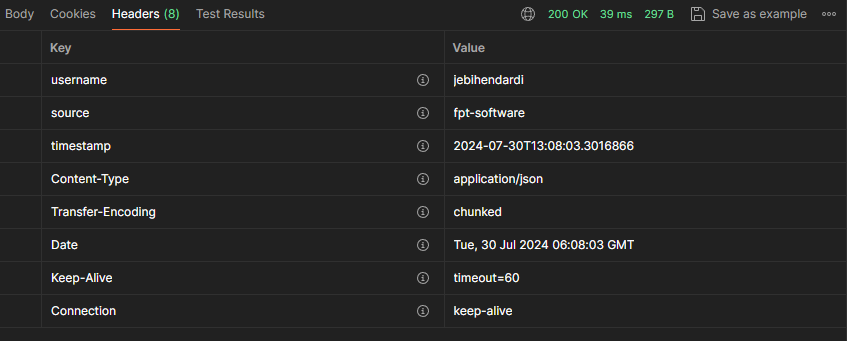 Body Cookies Headers (8) Test Results 200 OK 39 ms 297 B Save as example
Key Value
username jebihendardi
source fpt-software
timestamp 2024-07-30T13:08:03.3016866
Content-Type application/json
Transfer-Encoding chunked
Date Tue, 30 Jul 2024 06:08:03 GMT
Keep-Alive timeout=60
Connection keep-alive